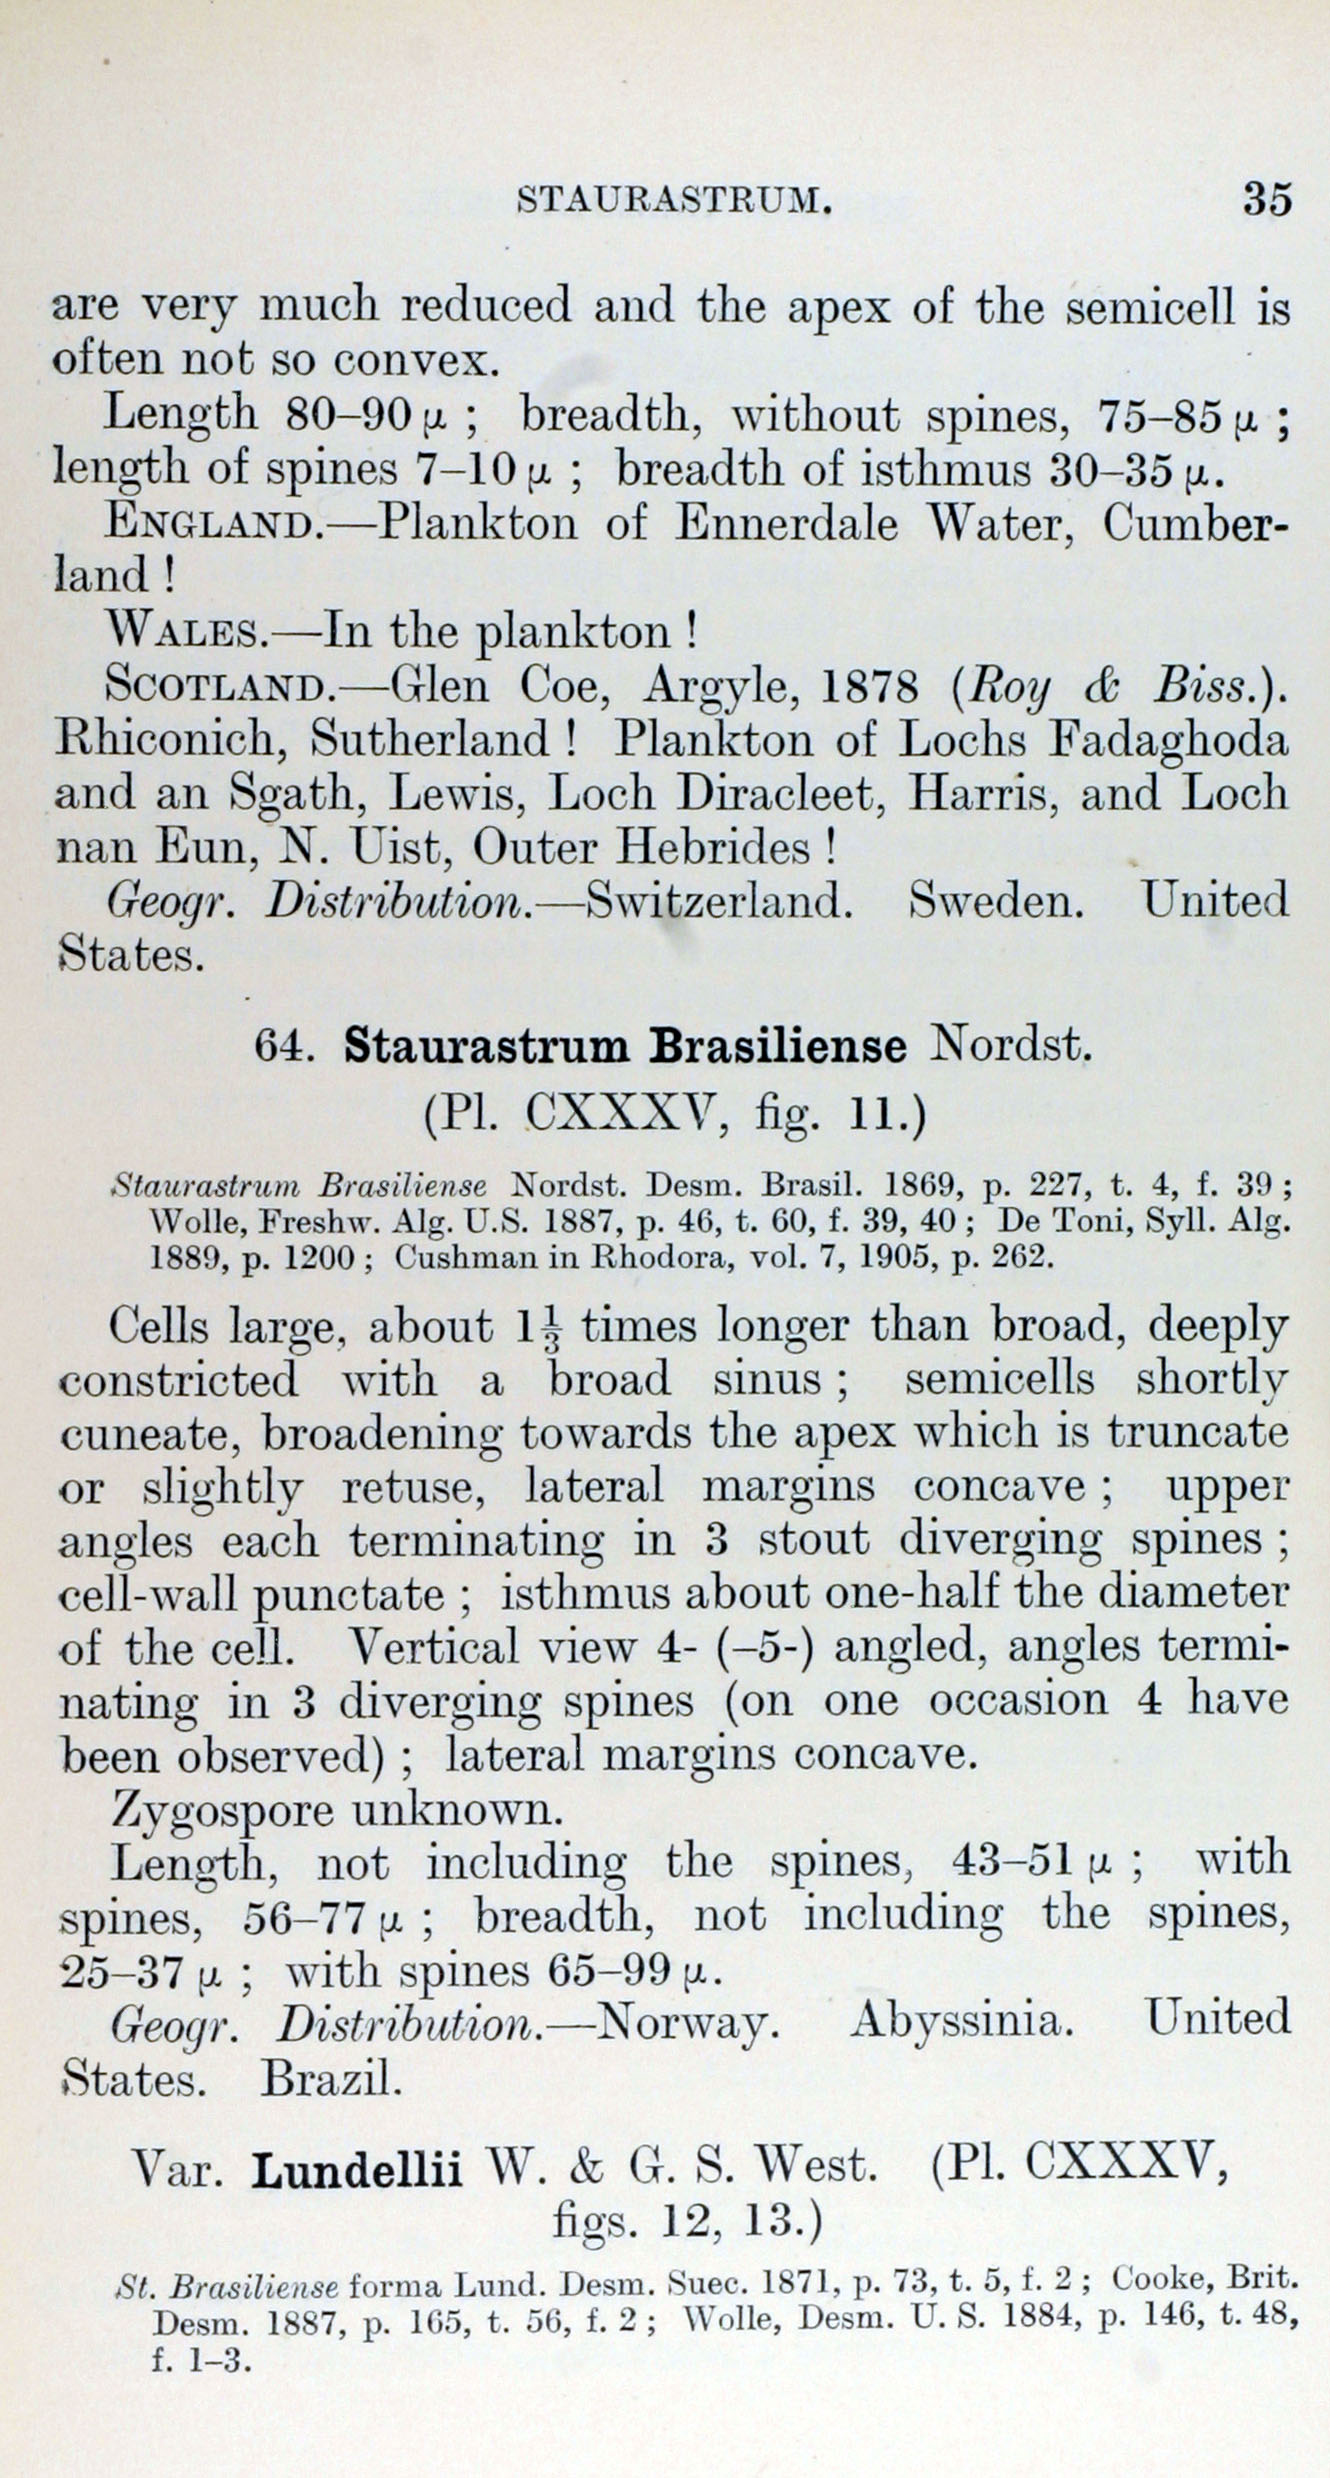 STAURASTRUM. 35
are very much reduced and the apex of the semicell is
often not so convex.
Length 80–90 µ ; breadth, without spines, 75–85 µ ;
length of spines 7–10 µ ; breadth of isthmus 30–35 µ.
ENGLAND.—Plankton of Ennerdale Water, Cumber-
land !
WALES.—In the plankton !
SCOTLAND.—Glen Coe, Argyle, 1878 (Roy & Biss.).
Rhiconich, Sutherland ! Plankton of Lochs Fadaghoda
and an Sgath, Lewis, Loch Diracleet, Harris, and Loch
nan Eun, N. Uist, Outer Hebrides !
Geogr. Distribution.—Switzerland. Sweden. United
States.
64. Staurastrum Brasiliense Nordst.
(Pl. CXXXV, fig. 11.)
Staurastrum Brasiliense Nordst. Desm. Brasil. 1869, p. 227, t. 4, f. 39 ;
Wolle, Freshw. Alg. U.S. 1887, p. 46, t. 60, f. 39, 40 ; De Toni, Syll. Alg.
1889, p. 1200 ; Cushman in Rhodora, vol. 7, 1905, p. 262.
Cells large, about 1⅓ times longer than broad, deeply
constricted with a broad sinus ; semicells shortly
cuneate, broadening towards the apex which is truncate
or slightly retuse, lateral margins concave ; upper
angles each terminating in 3 stout diverging spines ;
cell-wall punctate ; isthmus about one-half the diameter
of the cell. Vertical view 4- (–5-) angled, angles termi-
nating in 3 diverging spines (on one occasion 4 have
been observed) ; lateral margins concave.
Zygospore unknown.
Length, not including the spines, 43–51 µ ; with
spines, 56–77 µ ; breadth, not including the spines,
25–37 µ ; with spines 65–99 µ.
Geogr. Distribution.—Norway. Abyssinia. United
States. Brazil.
Var. Lundellii W. & G. S. West. (Pl. CXXXV,
figs. 12, 13.)
St. Brasiliense forma Lund. Desm. Suec. 1871, p. 73, t. 5, f. 2 ; Cooke, Brit.
Desm. 1887, p. 165, t. 56, f. 2 ; Wolle, Desm. U. S. 1884, p. 146, t. 48,
f. 1–3.